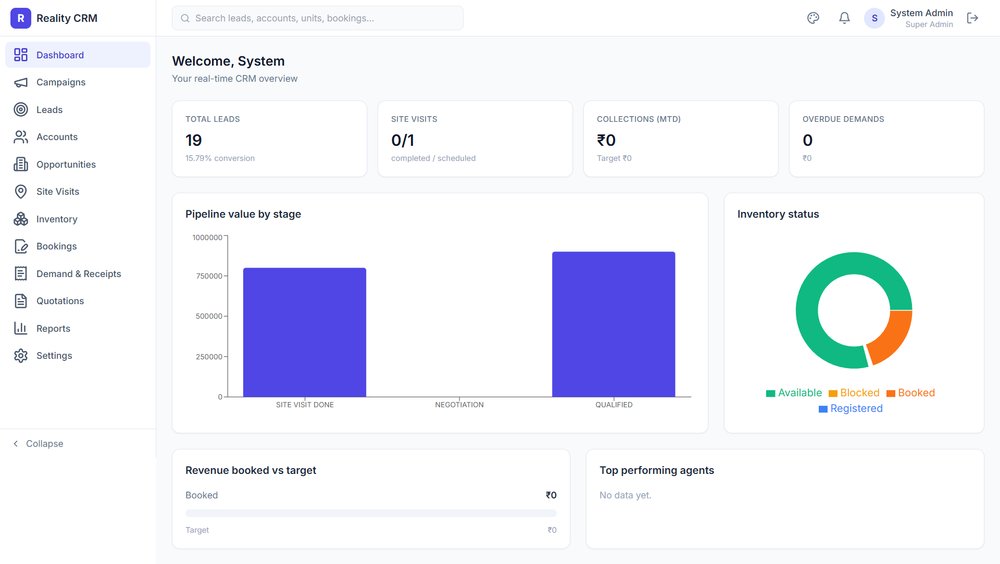 R Reality CRM
Search leads, accounts, units, bookings...
S
System Admin
Super Admin
Dashboard
Campaigns
Leads
Accounts
Opportunities
Site Visits
Inventory
Bookings
Demand & Receipts
Quotations
Reports
Settings
Collapse
Welcome, System
Your real-time CRM overview
TOTAL LEADS
19
15.79% conversion
SITE VISITS
0/1
completed / scheduled
COLLECTIONS (MTD)
₹0
Target ₹0
OVERDUE DEMANDS
0
₹0
Pipeline value by stage
1000000
750000
500000
250000
0
SITE VISIT DONE
NEGOTIATION
QUALIFIED
Inventory status
Available
Blocked
Booked
Registered
Revenue booked vs target
Booked ₹0
Target ₹0
Top performing agents
No data yet.